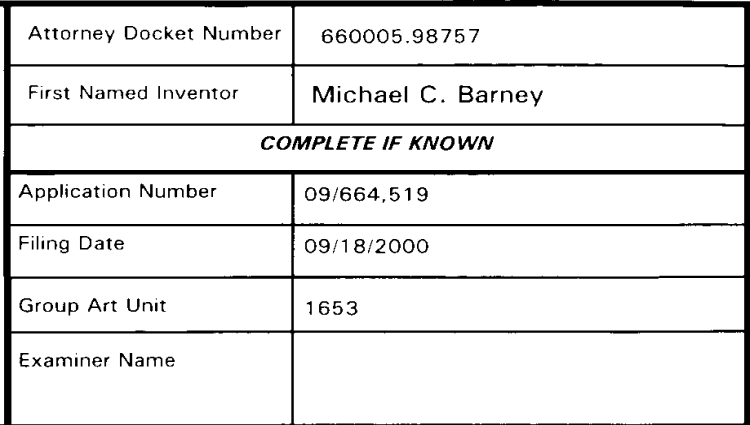 Attorney Docket Number 660005.98757
First Named Inventor Michael C. Barney
COMPLETE IF KNOWN
Application Number 09/664,519
Filing Date 09/18/2000
Group Art Unit 1653
Examiner Name